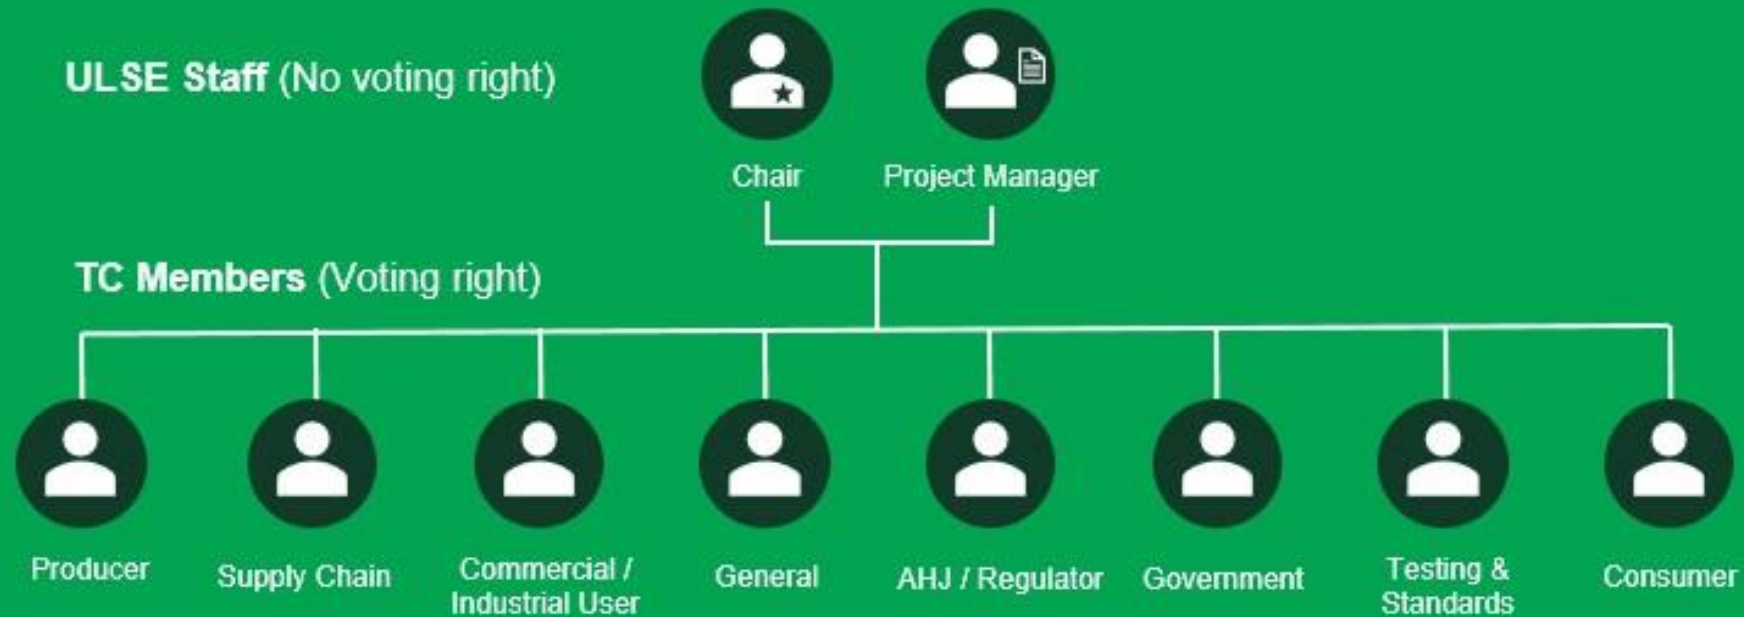 ULSE Staff (No voting right)
Chair
Project Manager
TC Members (Voting right)
Producer
Supply Chain
Commercial /
Industrial User
General
AHJ / Regulator
Government
Testing &
Standards
Consumer